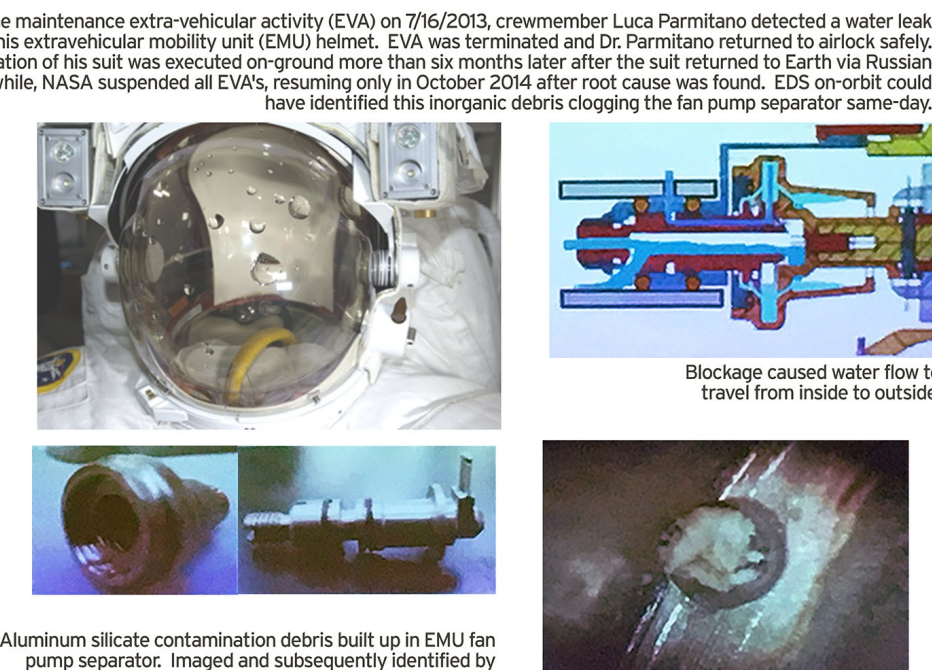 e maintenance extra-vehicular activity (EVA) on 7/16/2013, crewmember Luca Parmitano detected a water leak
his extravehicular mobility unit (EMU) helmet. EVA was terminated and Dr. Parmitano returned to airlock safely.
ation of his suit was executed on-ground more than six months later after the suit returned to Earth via Russian
while, NASA suspended all EVA's, resuming only in October 2014 after root cause was found. EDS on-orbit could
have identified this inorganic debris clogging the fan pump separator same-day.
Blockage caused water flow to
travel from inside to outside
Aluminum silicate contamination debris built up in EMU fan
pump separator. Imaged and subsequently identified by